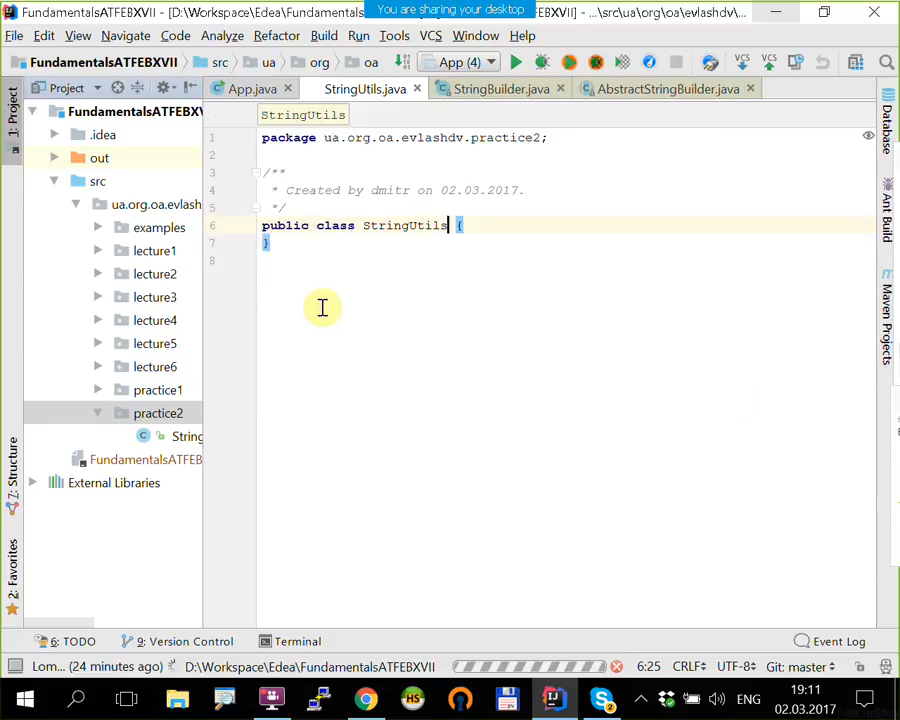 FundamentalsATFEBXVII - [D:\Workspace\Edea\Fundamentals
You are sharing your desktop
EBXVII] - ...\src\ua\org\oa\evlashdv\...
File Edit View Navigate Code Analyze Refactor Build Run Tools VCS Window Help
FundamentalsATFEBXVII src ua org oa App (4) VCS VCS
Project App.java StringUtils.java StringBuilder.java AbstractStringBuilder.java
1: Project
7: Structure
2: Favorites
FundamentalsATFEBXV
.idea
out
src
ua.org.oa.evlash
examples
lecture1
lecture2
lecture3
lecture4
lecture5
lecture6
practice1
practice2
String
FundamentalsATFEB
External Libraries
StringUtils
1 package ua.org.oa.evlashdv.practice2;
2
3 /**
4 * Created by dmitr on 02.03.2017.
5 */
6 public class StringUtils {
7 }
8
Database
Ant Build
Maven Projects
6: TODO 9: Version Control Terminal Event Log
Lom... (24 minutes ago) D:\Workspace\Edea\FundamentalsATFEBXVII 6:25 CRLF UTF-8 Git: master
HS 2 ENG 19:11
02.03.2017